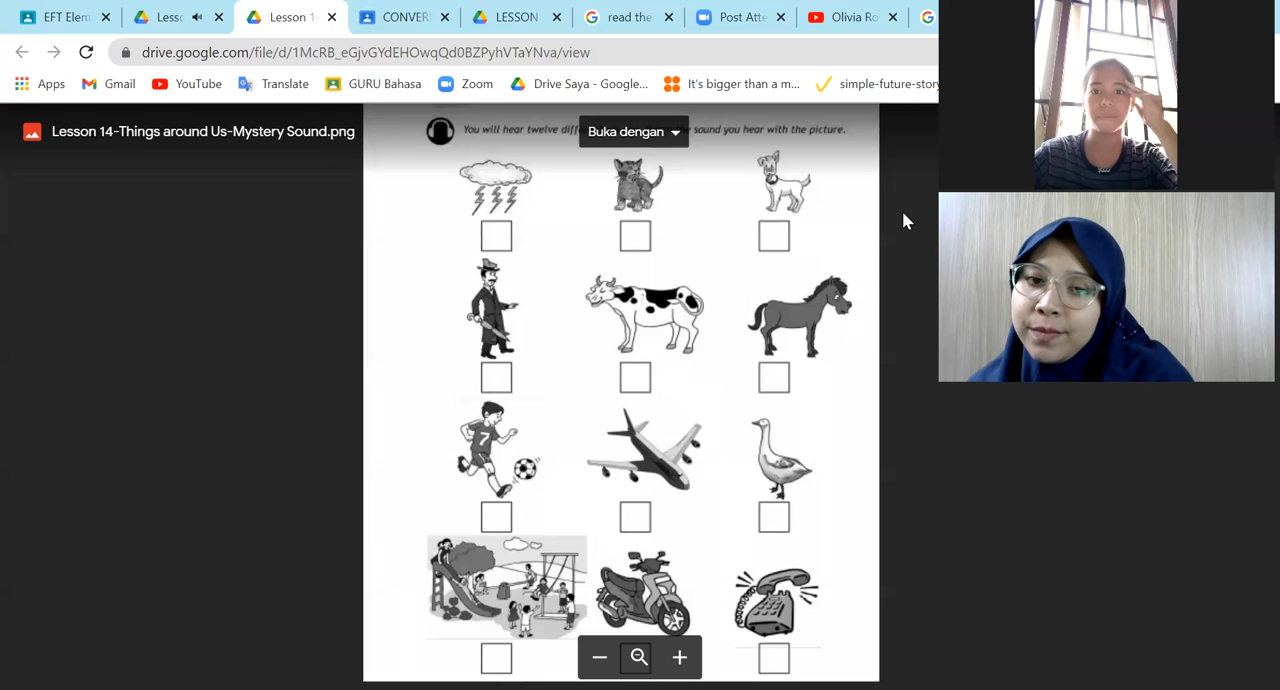 EFT Elem
Lessc
Lesson 1
CONVER
LESSON
read the
Post Atte
Olivia Ro
drive.google.com/file/d/1McRB_eGjvGYdEHOwqQd0BZPyhVTaYNva/view
Apps Gmail YouTube Translate GURU Banasa Zoom Drive Saya - Google... It's bigger than a m... simple-future-story
Lesson 14-Things around Us-Mystery Sound.png
Buka dengan
You will hear twelve sound you hear with the picture.
7